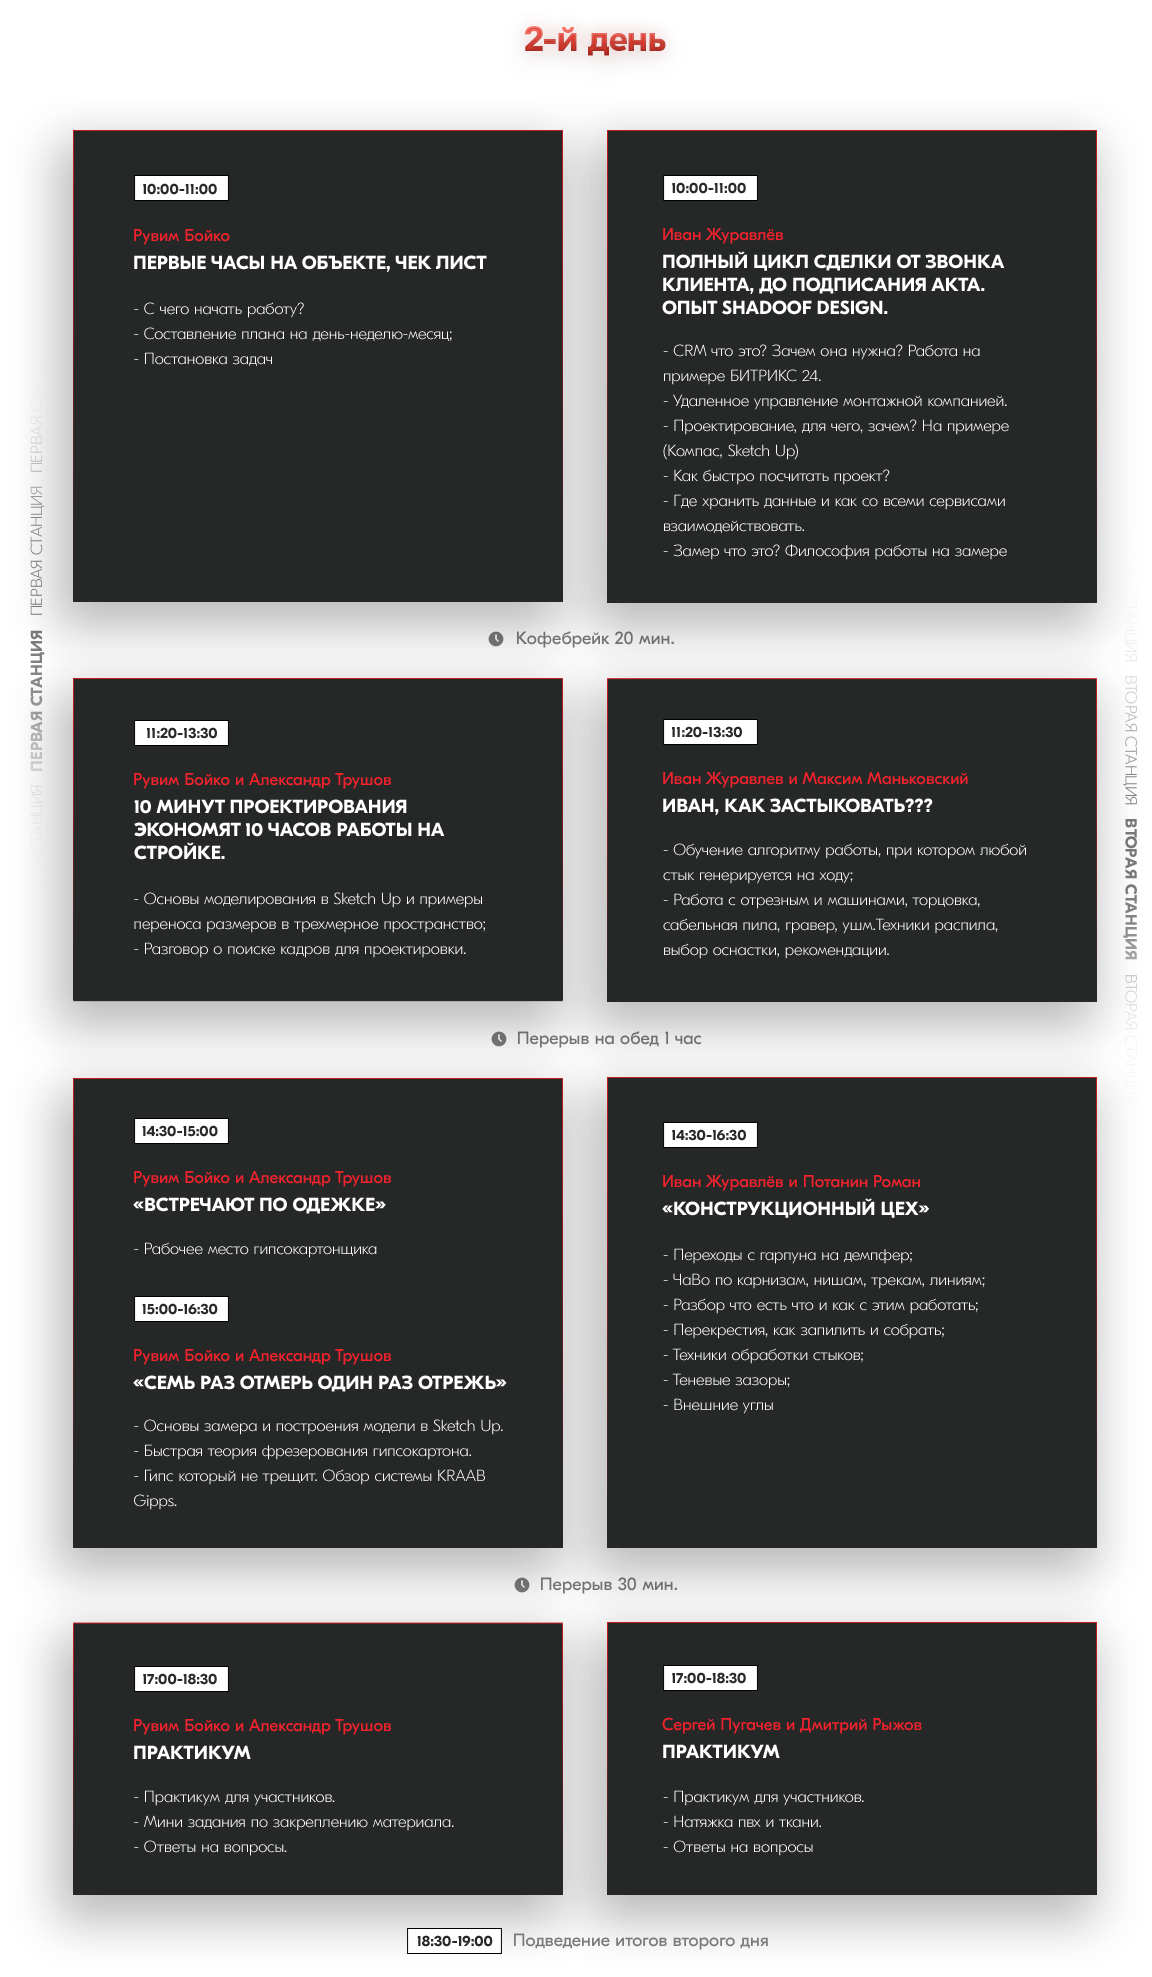 2-й день
10:00-11:00
Рувим Бойко
ПЕРВЫЕ ЧАСЫ НА ОБЪЕКТЕ, ЧЕК ЛИСТ
- С чего начать работу?
- Составление плана на день-неделю-месяц;
- Постановка задач
10:00-11:00
Иван Журавлёв
ПОЛНЫЙ ЦИКЛ СДЕЛКИ ОТ ЗВОНКА
КЛИЕНТА, ДО ПОДПИСАНИЯ АКТА.
ОПЫТ SHADOOF DESIGN.
- CRM что это? Зачем она нужна? Работа на
примере БИТРИКС 24.
- Удаленное управление монтажной компанией.
- Проектирование, для чего, зачем? На примере
(Компас, Sketch Up)
- Как быстро посчитать проект?
- Где хранить данные и как со всеми сервисами
взаимодействовать.
- Замер что это? Философия работы на замере
Кофебрейк 20 мин.
11:20-13:30
Рувим Бойко и Александр Трушов
10 МИНУТ ПРОЕКТИРОВАНИЯ
ЭКОНОМЯТ 10 ЧАСОВ РАБОТЫ НА
СТРОЙКЕ.
- Основы моделирования в Sketch Up и примеры
переноса размеров в трехмерное пространство;
- Разговор о поиске кадров для проектировки.
11:20-13:30
Иван Журавлев и Максим Маньковский
ИВАН, КАК ЗАСТЫКОВАТЬ???
- Обучение алгоритму работы, при котором любой
стык генерируется на ходу;
- Работа с отрезным и машинами, торцовка,
сабельная пила, гравер, ушм.Техники распила,
выбор оснастки, рекомендации.
Перерыв на обед 1 час
14:30-15:00
Рувим Бойко и Александр Трушов
«ВСТРЕЧАЮТ ПО ОДЕЖКЕ»
- Рабочее место гипсокартонщика
15:00-16:30
Рувим Бойко и Александр Трушов
«СЕМЬ РАЗ ОТМЕРЬ ОДИН РАЗ ОТРЕЖЬ»
- Основы замера и построения модели в Sketch Up.
- Быстрая теория фрезерования гипсокартона.
- Гипс который не трещит. Обзор системы KRAAB
Gipps.
14:30-16:30
Иван Журавлёв и Потанин Роман
«КОНСТРУКЦИОННЫЙ ЦЕХ»
- Переходы с гарпуна на демпфер;
- ЧаВо по карнизам, нишам, трекам, линиям;
- Разбор что есть что и как с этим работать;
- Перекрестия, как запилить и собрать;
- Техники обработки стыков;
- Теневые зазоры;
- Внешние углы
Перерыв 30 мин.
17:00-18:30
Рувим Бойко и Александр Трушов
ПРАКТИКУМ
- Практикум для участников.
- Мини задания по закреплению материала.
- Ответы на вопросы.
17:00-18:30
Сергей Пугачев и Дмитрий Рыжов
ПРАКТИКУМ
- Практикум для участников.
- Натяжка пвх и ткани.
- Ответы на вопросы
18:30-19:00 Подведение итогов второго дня
ПЕРВАЯ СТАНЦИЯ ПЕРВАЯ СТАНЦИЯ ПЕРВАЯ
ВТОРАЯ СТАНЦИЯ ВТОРАЯ СТАНЦИЯ ВТОРАЯ СТАНЦИЯ